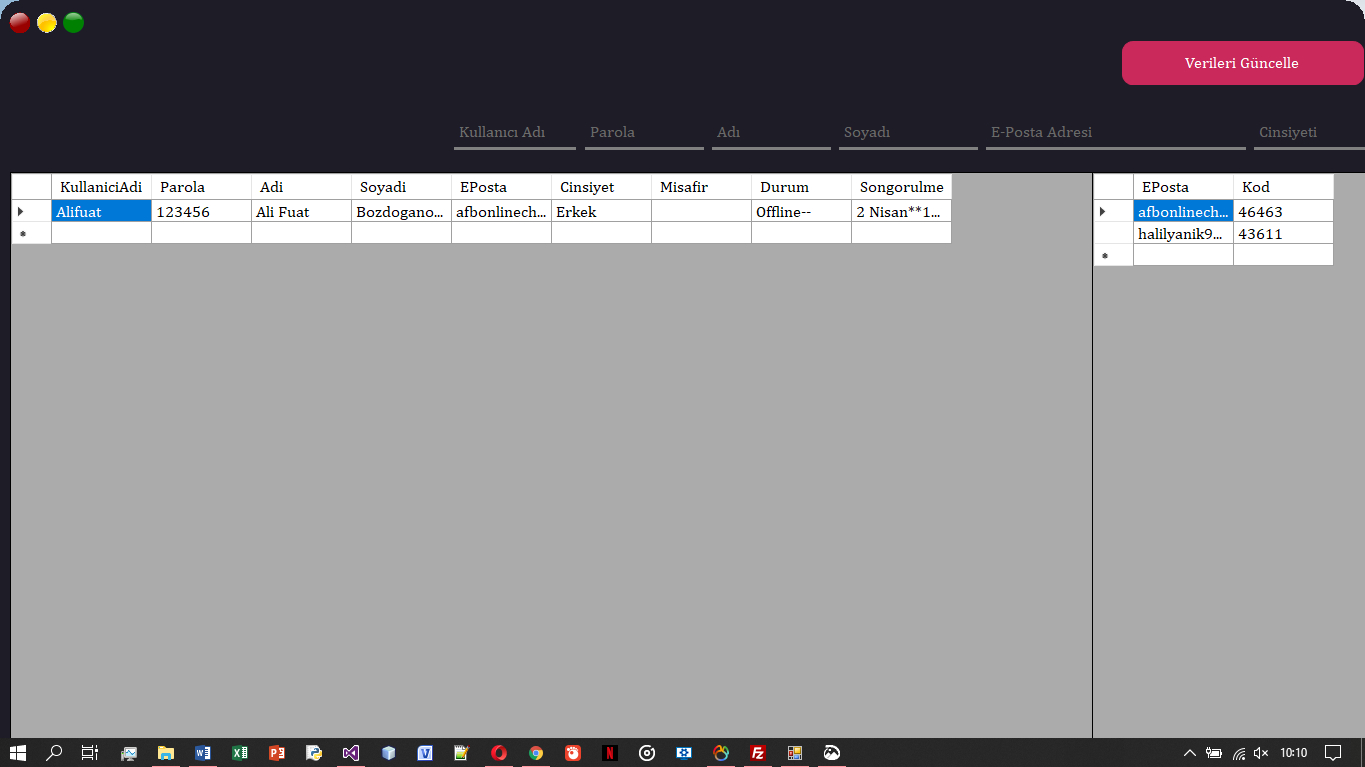 Verileri Güncelle
Kullanıcı Adı Parola Adı Soyadı E-Posta Adresi Cinsiyeti
KullaniciAdi Parola Adi Soyadi EPosta Cinsiyet Misafir Durum Songorulme
Alifuat 123456 Ali Fuat Bozdogano... afbonlinech... Erkek Offline-- 2 Nisan**1...
EPosta Kod
afbonlinech... 46463
halilyanik9... 43611
10:10